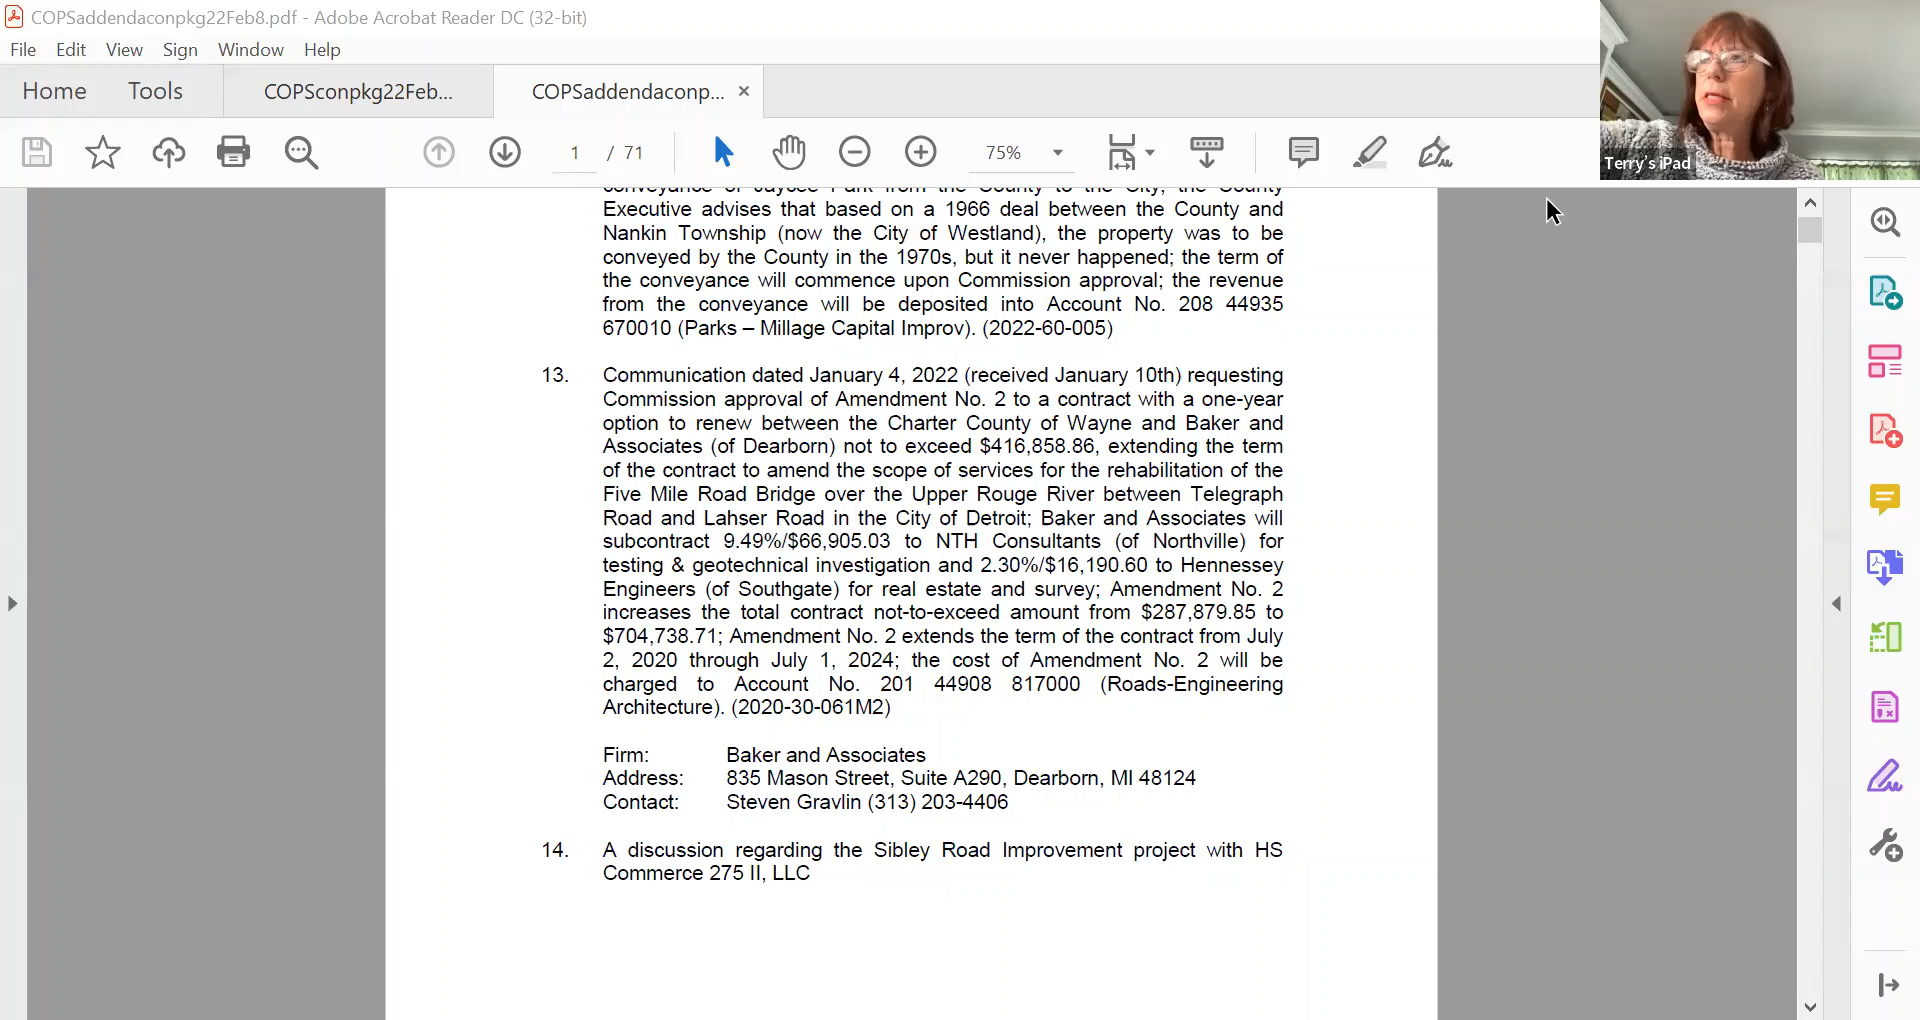 COPSaddendaconpkg22Feb8.pdf - Adobe Acrobat Reader DC (32-bit)
File Edit View Sign Window Help
Home Tools COPSconpkg22Feb... COPSaddendaconp... ×
1 / 71 75%
Terry's iPad
conveyance of Jaycee Park from the County to the City, the County
Executive advises that based on a 1966 deal between the County and
Nankin Township (now the City of Westland), the property was to be
conveyed by the County in the 1970s, but it never happened; the term of
the conveyance will commence upon Commission approval; the revenue
from the conveyance will be deposited into Account No. 208 44935
670010 (Parks – Millage Capital Improv). (2022-60-005)
13. Communication dated January 4, 2022 (received January 10th) requesting
Commission approval of Amendment No. 2 to a contract with a one-year
option to renew between the Charter County of Wayne and Baker and
Associates (of Dearborn) not to exceed $416,858.86, extending the term
of the contract to amend the scope of services for the rehabilitation of the
Five Mile Road Bridge over the Upper Rouge River between Telegraph
Road and Lahser Road in the City of Detroit; Baker and Associates will
subcontract 9.49%/$66,905.03 to NTH Consultants (of Northville) for
testing & geotechnical investigation and 2.30%/$16,190.60 to Hennessey
Engineers (of Southgate) for real estate and survey; Amendment No. 2
increases the total contract not-to-exceed amount from $287,879.85 to
$704,738.71; Amendment No. 2 extends the term of the contract from July
2, 2020 through July 1, 2024; the cost of Amendment No. 2 will be
charged to Account No. 201 44908 817000 (Roads-Engineering
Architecture). (2020-30-061M2)
Firm: Baker and Associates
Address: 835 Mason Street, Suite A290, Dearborn, MI 48124
Contact: Steven Gravlin (313) 203-4406
14. A discussion regarding the Sibley Road Improvement project with HS
Commerce 275 II, LLC